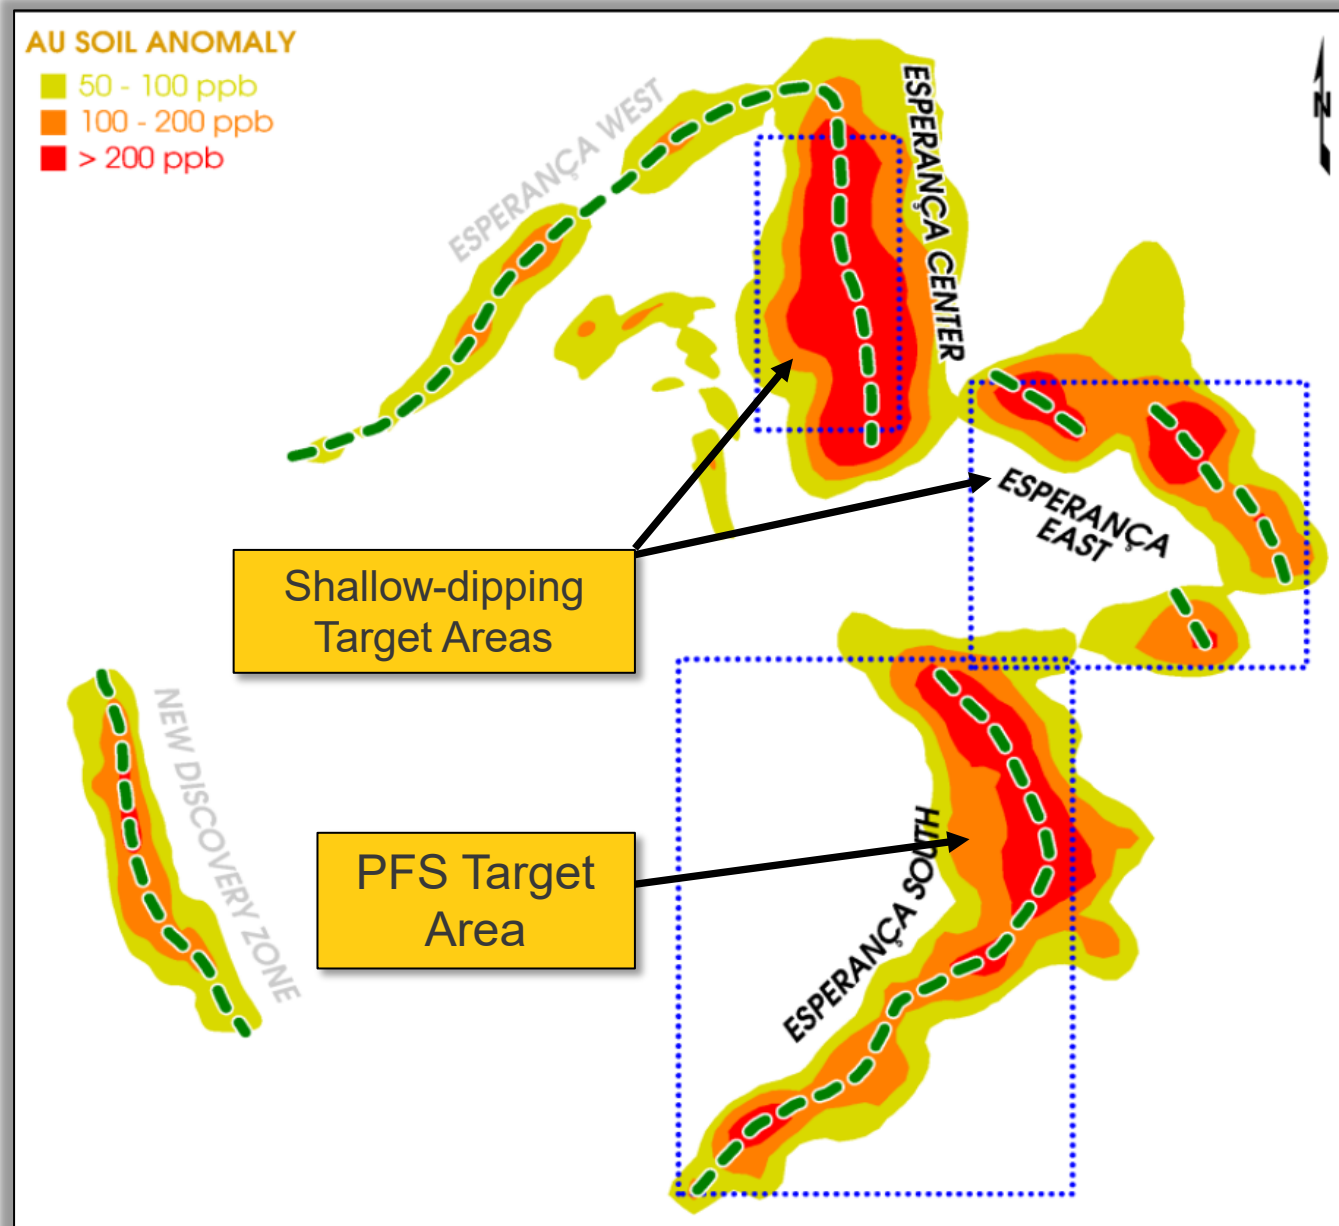 AU SOIL ANOMALY
50 - 100 ppb
100 - 200 ppb
> 200 ppb
N
ESPERANÇA WEST
ESPERANÇA CENTER
ESPERANÇA
EAST
Shallow-dipping
Target Areas
NEW DISCOVERY ZONE
PFS Target
Area
ESPERANÇA SOUTH